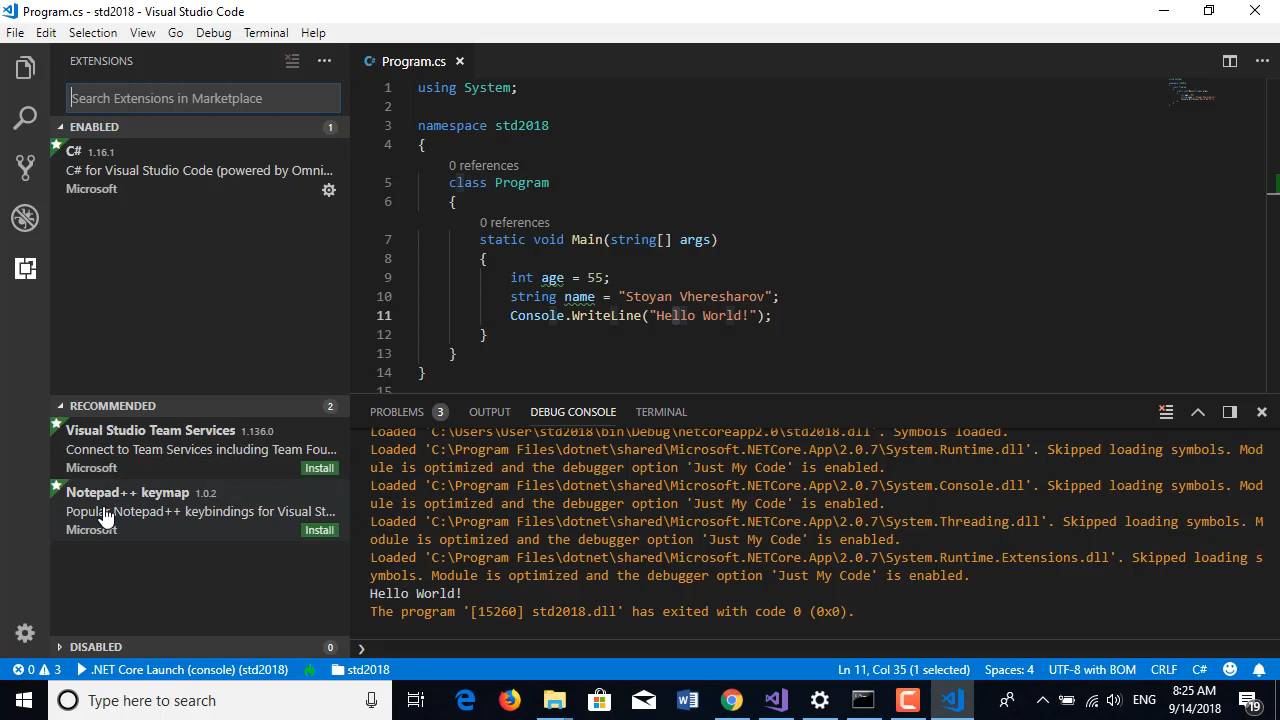 Program.cs - std2018 - Visual Studio Code
File Edit Selection View Go Debug Terminal Help
EXTENSIONS
Search Extensions in Marketplace
ENABLED 1
C# 1.16.1
C# for Visual Studio Code (powered by Omni...
Microsoft
RECOMMENDED 2
Visual Studio Team Services 1.136.0
Connect to Team Services including Team Fou...
Microsoft Install
Notepad++ keymap 1.0.2
Popular Notepad++ keybindings for Visual St...
Microsoft Install
DISABLED 0
C# Program.cs
1 using System;
2
3 namespace std2018
4 {
0 references
5 class Program
6 {
0 references
7 static void Main(string[] args)
8 {
9 int age = 55;
10 string name = "Stoyan Vheresharov";
11 Console.WriteLine("Hello World!");
12 }
13 }
14 }
15
PROBLEMS 3 OUTPUT DEBUG CONSOLE TERMINAL
Loaded 'C:\Users\User\std2018\bin\Debug\netcoreapp2.0\std2018.dll'. Symbols loaded.
Loaded 'C:\Program Files\dotnet\shared\Microsoft.NETCore.App\2.0.7\System.Runtime.dll'. Skipped loading symbols. Mod
ule is optimized and the debugger option 'Just My Code' is enabled.
Loaded 'C:\Program Files\dotnet\shared\Microsoft.NETCore.App\2.0.7\System.Console.dll'. Skipped loading symbols. Mod
ule is optimized and the debugger option 'Just My Code' is enabled.
Loaded 'C:\Program Files\dotnet\shared\Microsoft.NETCore.App\2.0.7\System.Threading.dll'. Skipped loading symbols. M
odule is optimized and the debugger option 'Just My Code' is enabled.
Loaded 'C:\Program Files\dotnet\shared\Microsoft.NETCore.App\2.0.7\System.Runtime.Extensions.dll'. Skipped loading s
ymbols. Module is optimized and the debugger option 'Just My Code' is enabled.
Hello World!
The program '[15260] std2018.dll' has exited with code 0 (0x0).
0 3 .NET Core Launch (console) (std2018) std2018 Ln 11, Col 35 (1 selected) Spaces: 4 UTF-8 with BOM CRLF C#
Type here to search ENG 8:25 AM
9/14/2018 19